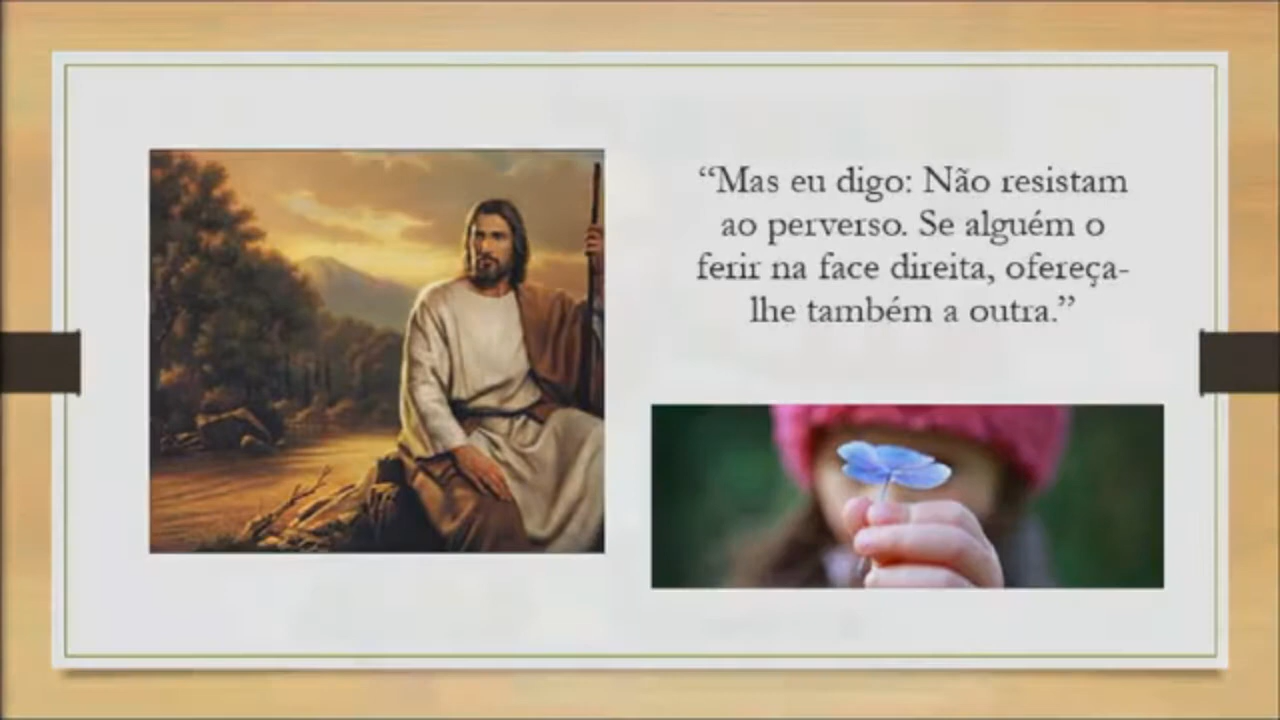 “Mas eu digo: Não resistam
ao perverso. Se alguém o
ferir na face direita, ofereça-
lhe também a outra.”